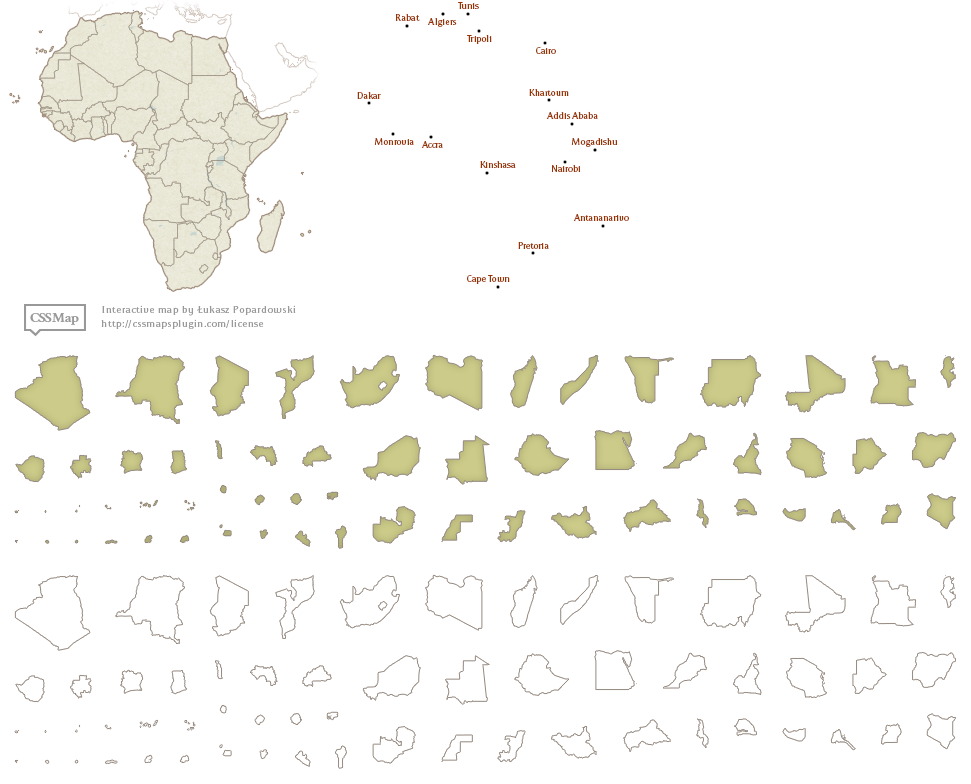 Tunis
Rabat
Algiers
Tripoli
Cairo
Khartoum
Dakar
Addis Ababa
Monrovia
Accra
Mogadishu
Kinshasa
Nairobi
Antananarivo
Pretoria
Cape Town
CSSMap
Interactive map by Łukasz Popardowski
http://cssmapsplugin.com/license